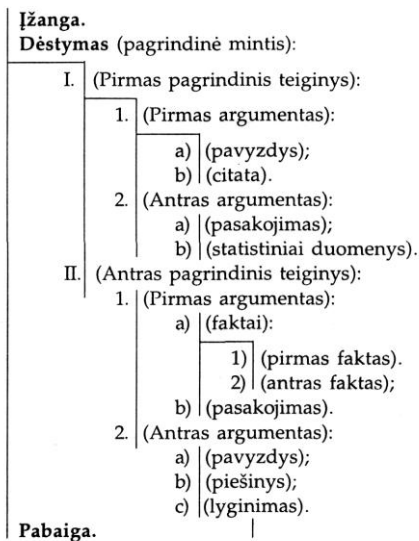 Įžanga.
Dėstymas (pagrindinė mintis):
I. (Pirmas pagrindinis teiginys):
1. (Pirmas argumentas):
a) (pavyzdys);
b) (citata).
2. (Antras argumentas):
a) (pasakojimas);
b) (statistiniai duomenys).
II. (Antras pagrindinis teiginys):
1. (Pirmas argumentas):
a) (faktai):
1) (pirmas faktas).
2) (antras faktas);
b) (pasakojimas).
2. (Antras argumentas):
a) (pavyzdys);
b) (piešinys);
c) (lyginimas).
Pabaiga.